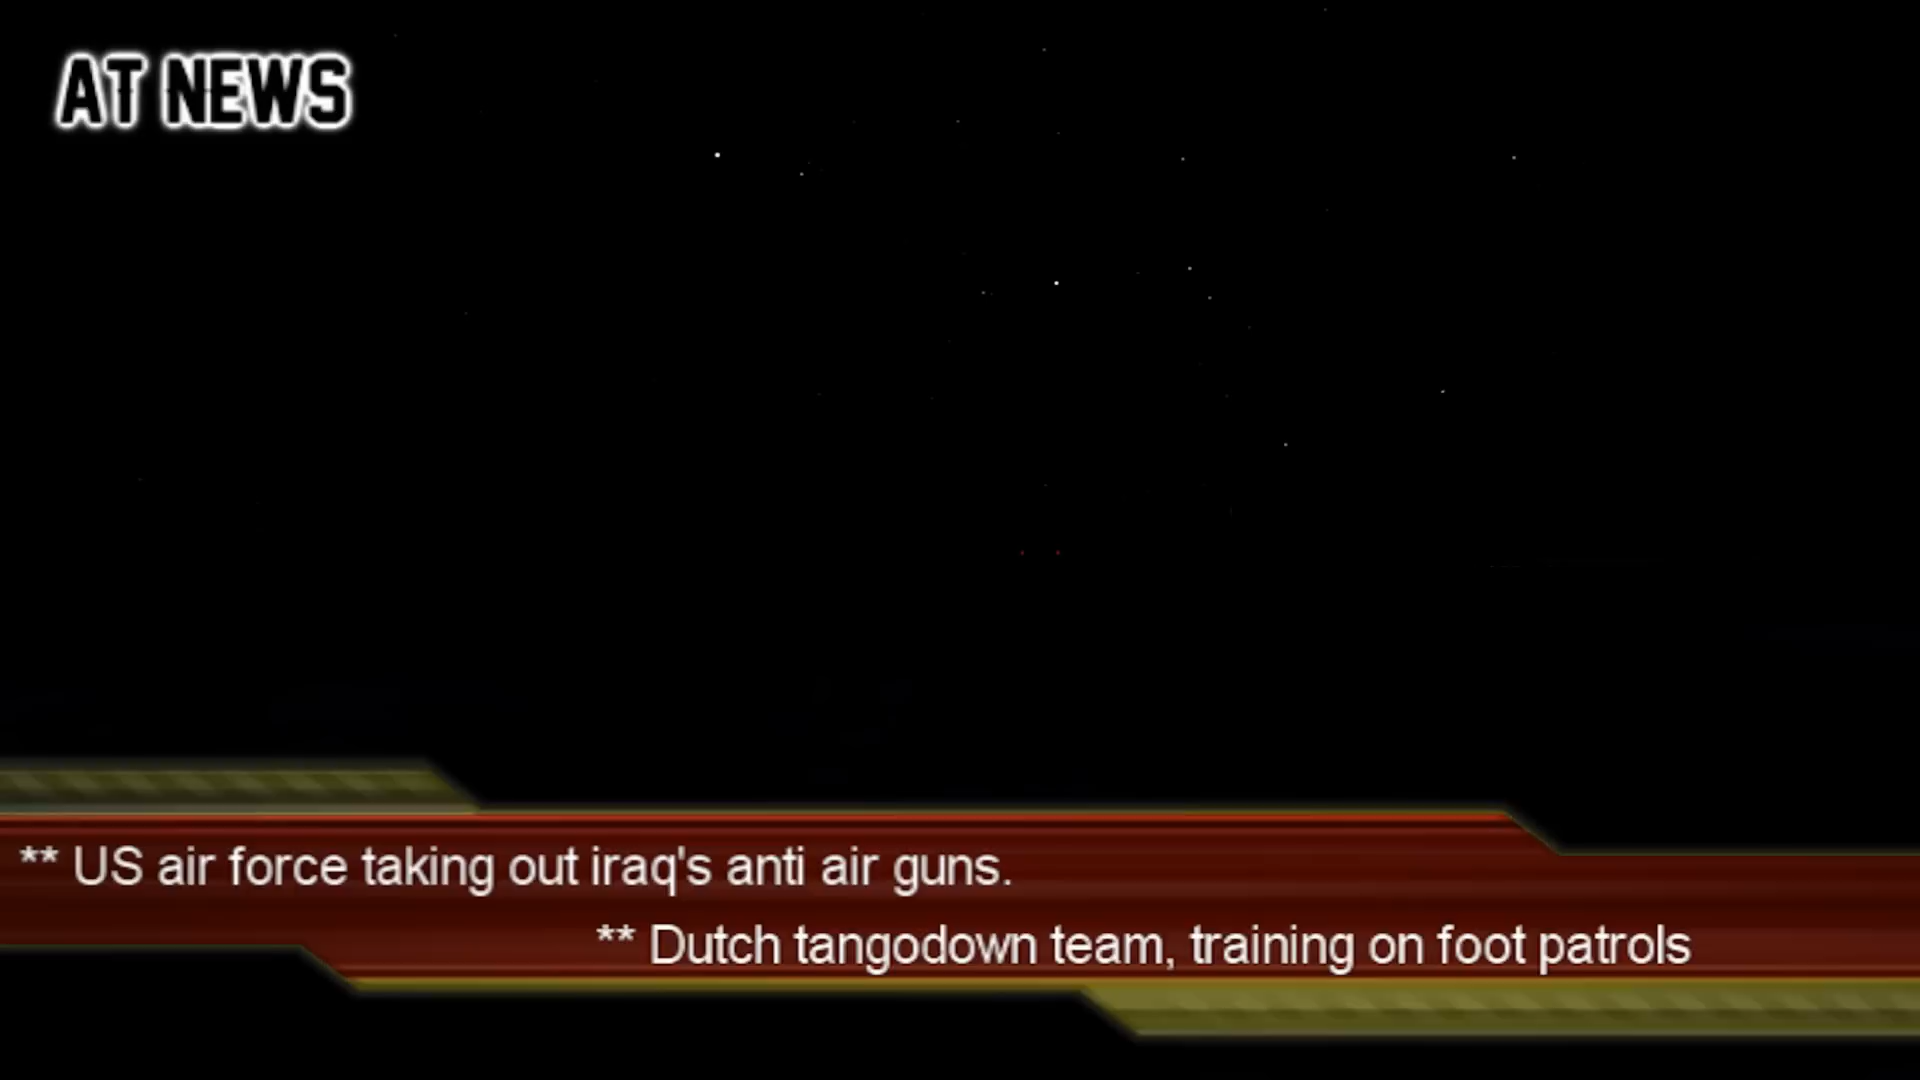 AT NEWS
** US air force taking out iraq's anti air guns.
** Dutch tangodown team, training on foot patrols